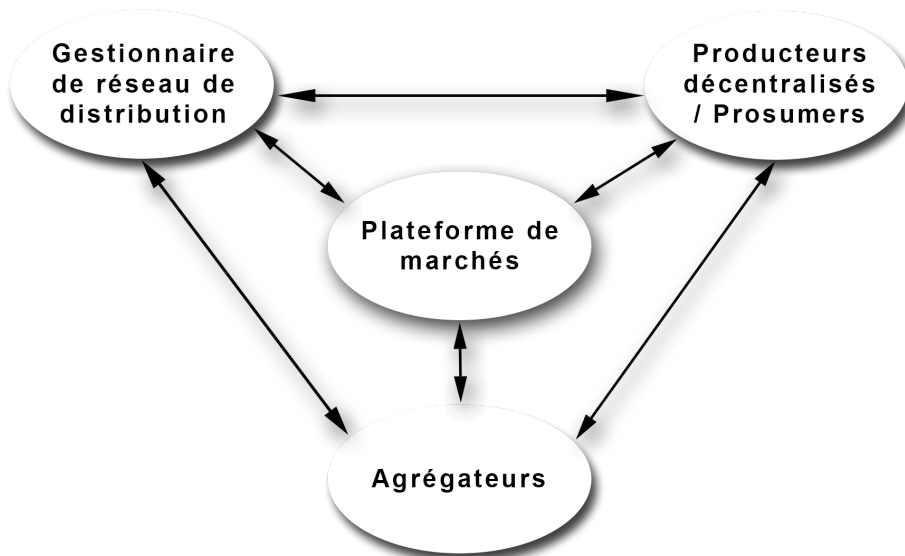 Gestionnaire
de réseau de
distribution
Producteurs
décentralisés
/ Prosumers
Plateforme de
marchés
Agrégateurs